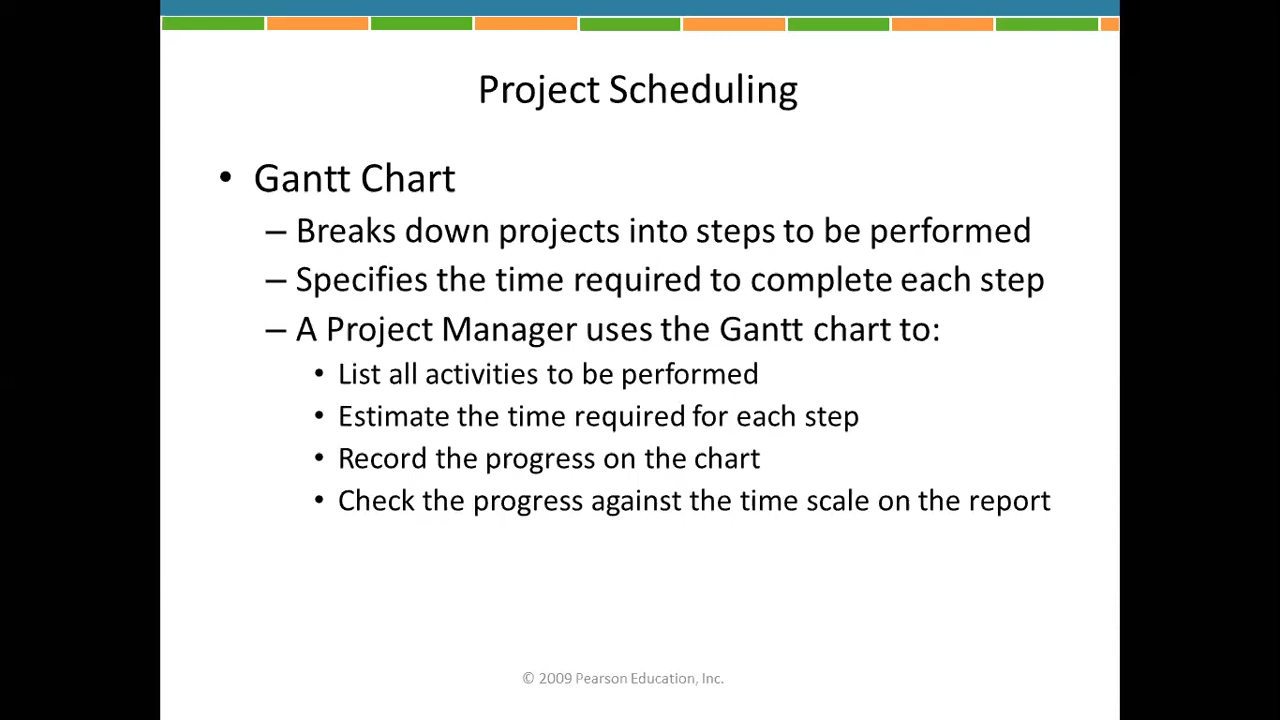 Project Scheduling
• Gantt Chart
– Breaks down projects into steps to be performed
– Specifies the time required to complete each step
– A Project Manager uses the Gantt chart to:
• List all activities to be performed
• Estimate the time required for each step
• Record the progress on the chart
• Check the progress against the time scale on the report
© 2009 Pearson Education, Inc.